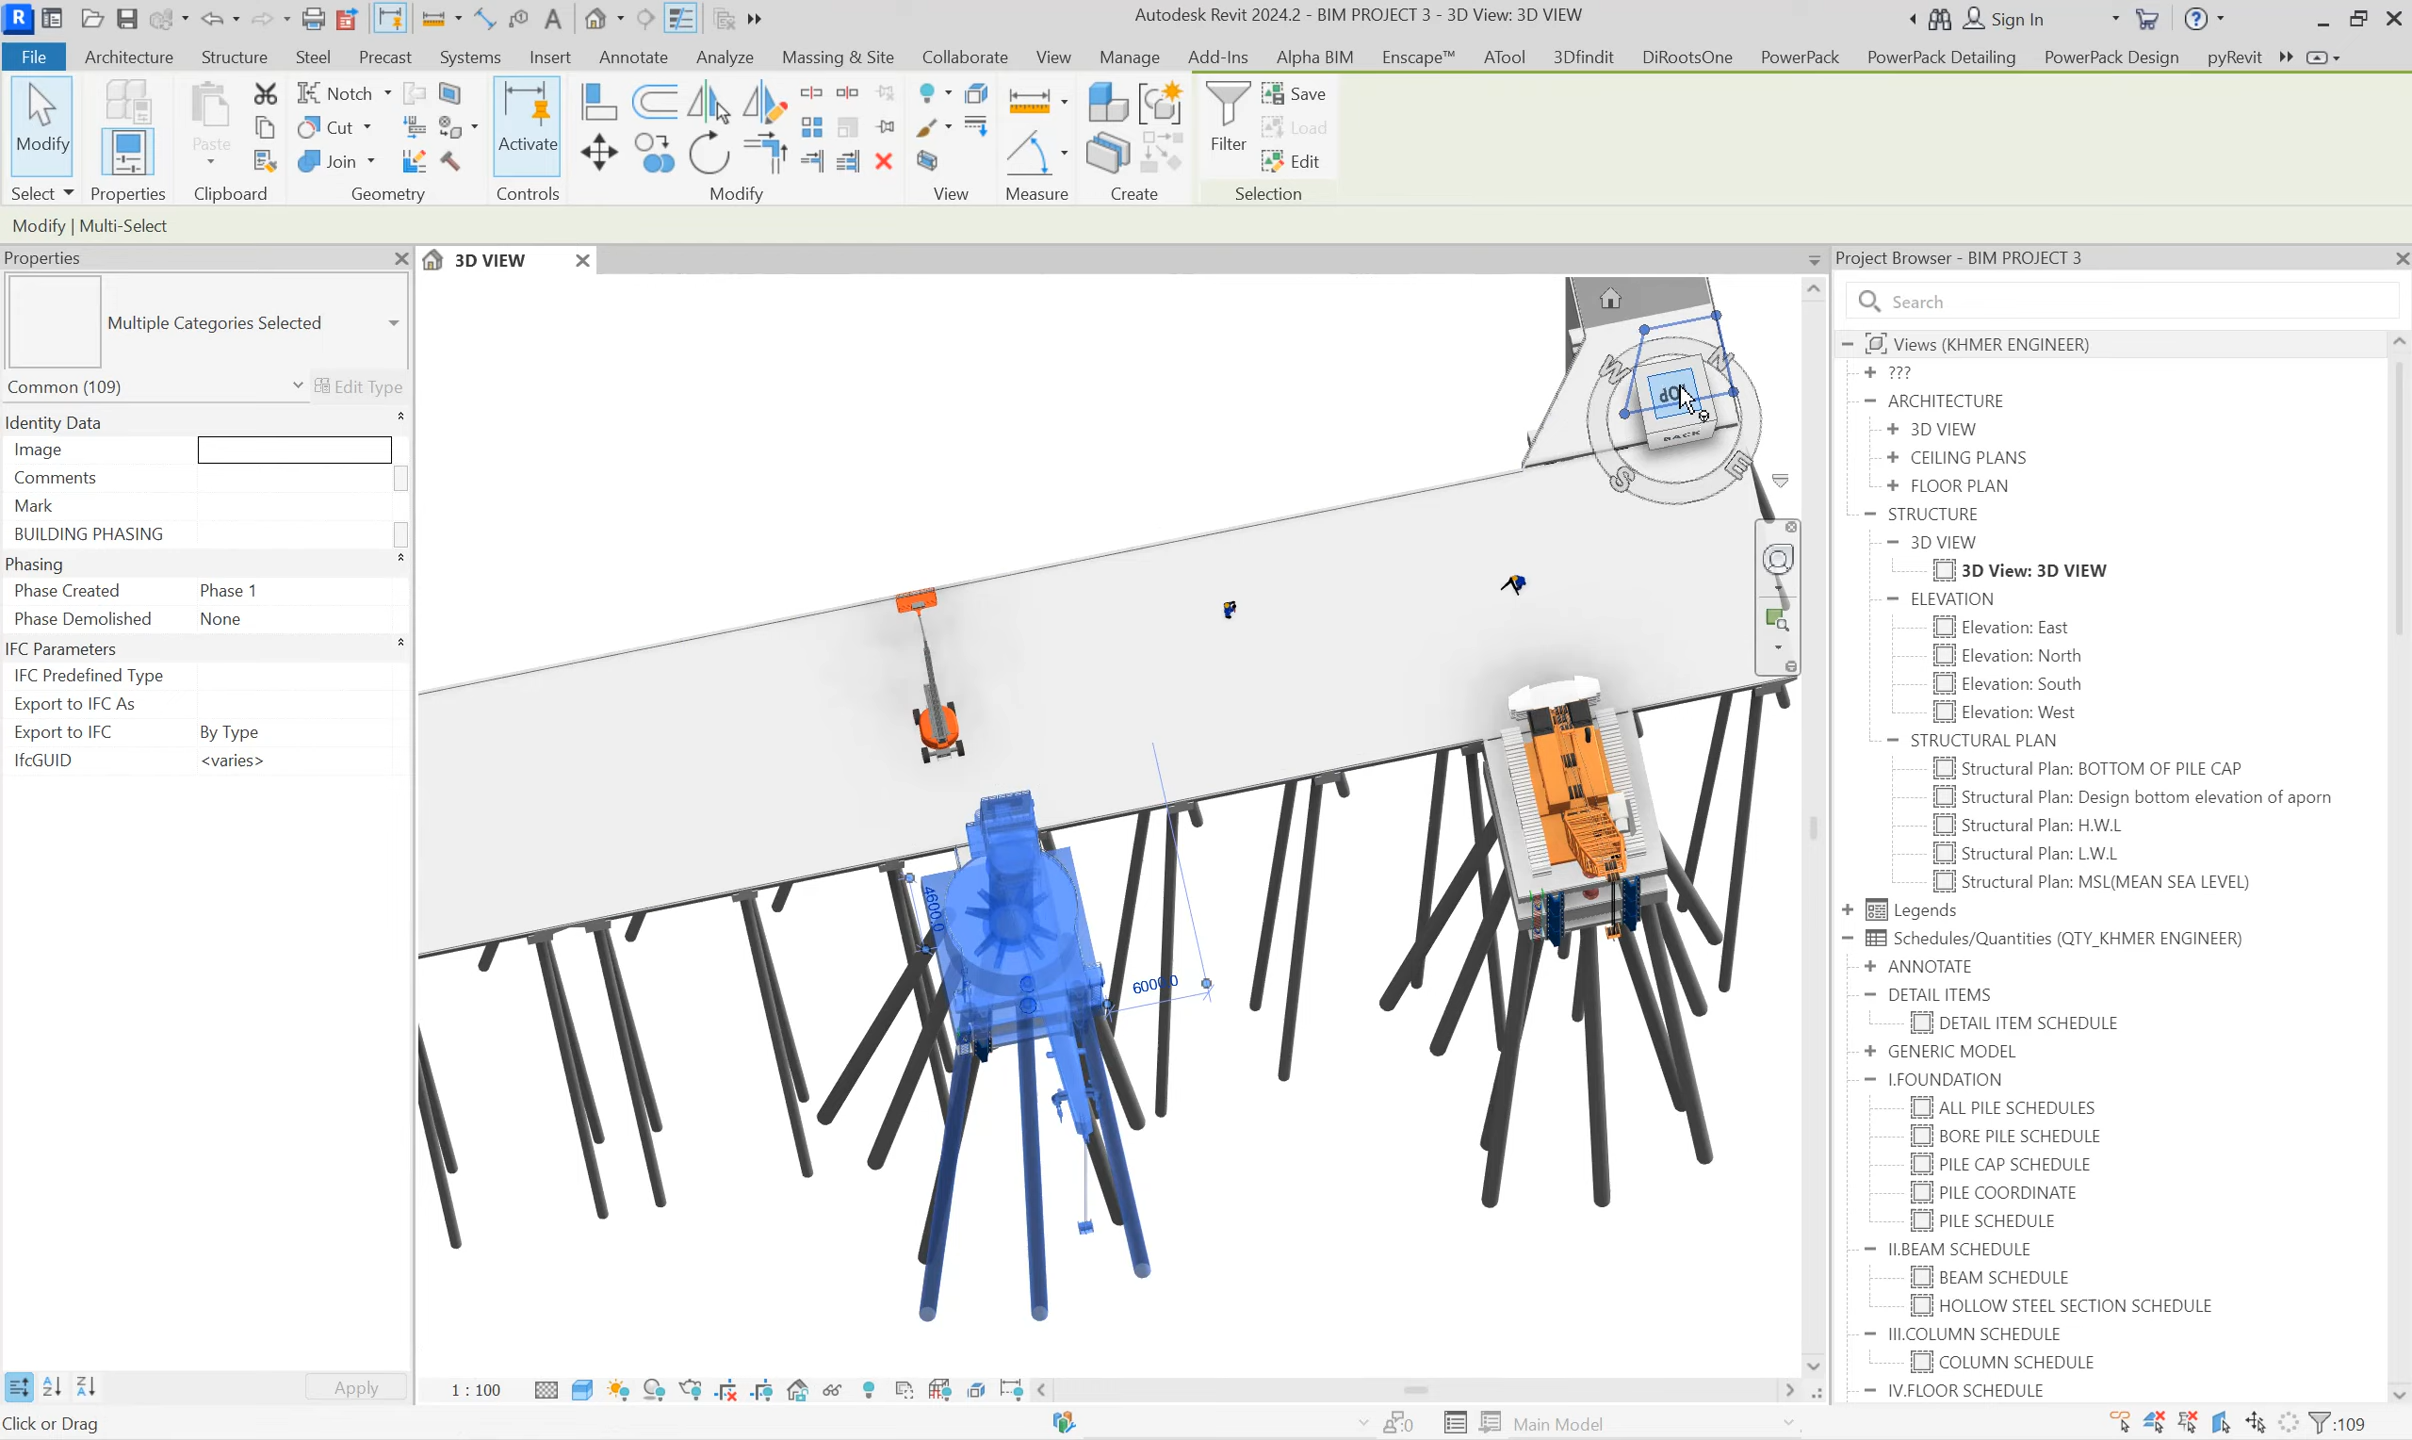 Autodesk Revit 2024.2 - BIM PROJECT 3 - 3D View: 3D VIEW
Sign In
File Architecture Structure Steel Precast Systems Insert Annotate Analyze Massing & Site Collaborate View Manage Add-Ins Alpha BIM Enscape™ ATool 3Dfindit DiRootsOne PowerPack PowerPack Detailing PowerPack Design pyRevit
Modify
Paste
Notch
Cut
Join
Activate
Filter
Save
Load
Edit
Select Properties Clipboard Geometry Controls Modify View Measure Create Selection
Modify | Multi-Select
Properties
Multiple Categories Selected
Common (109)
Edit Type
Identity Data
Image
Comments
Mark
BUILDING PHASING
Phasing
Phase Created Phase 1
Phase Demolished None
IFC Parameters
IFC Predefined Type
Export to IFC As
Export to IFC By Type
IfcGUID <varies>
Apply
3D VIEW
TOP
BACK
W
N
S
E
4600.0
6000.0
1 : 100
Project Browser - BIM PROJECT 3
Search
Views (KHMER ENGINEER)
???
ARCHITECTURE
3D VIEW
CEILING PLANS
FLOOR PLAN
STRUCTURE
3D VIEW
3D View: 3D VIEW
ELEVATION
Elevation: East
Elevation: North
Elevation: South
Elevation: West
STRUCTURAL PLAN
Structural Plan: BOTTOM OF PILE CAP
Structural Plan: Design bottom elevation of aporn
Structural Plan: H.W.L
Structural Plan: L.W.L
Structural Plan: MSL(MEAN SEA LEVEL)
Legends
Schedules/Quantities (QTY_KHMER ENGINEER)
ANNOTATE
DETAIL ITEMS
DETAIL ITEM SCHEDULE
GENERIC MODEL
I.FOUNDATION
ALL PILE SCHEDULES
BORE PILE SCHEDULE
PILE CAP SCHEDULE
PILE COORDINATE
PILE SCHEDULE
II.BEAM SCHEDULE
BEAM SCHEDULE
HOLLOW STEEL SECTION SCHEDULE
III.COLUMN SCHEDULE
COLUMN SCHEDULE
IV.FLOOR SCHEDULE
Click or Drag
:0
Main Model
:109